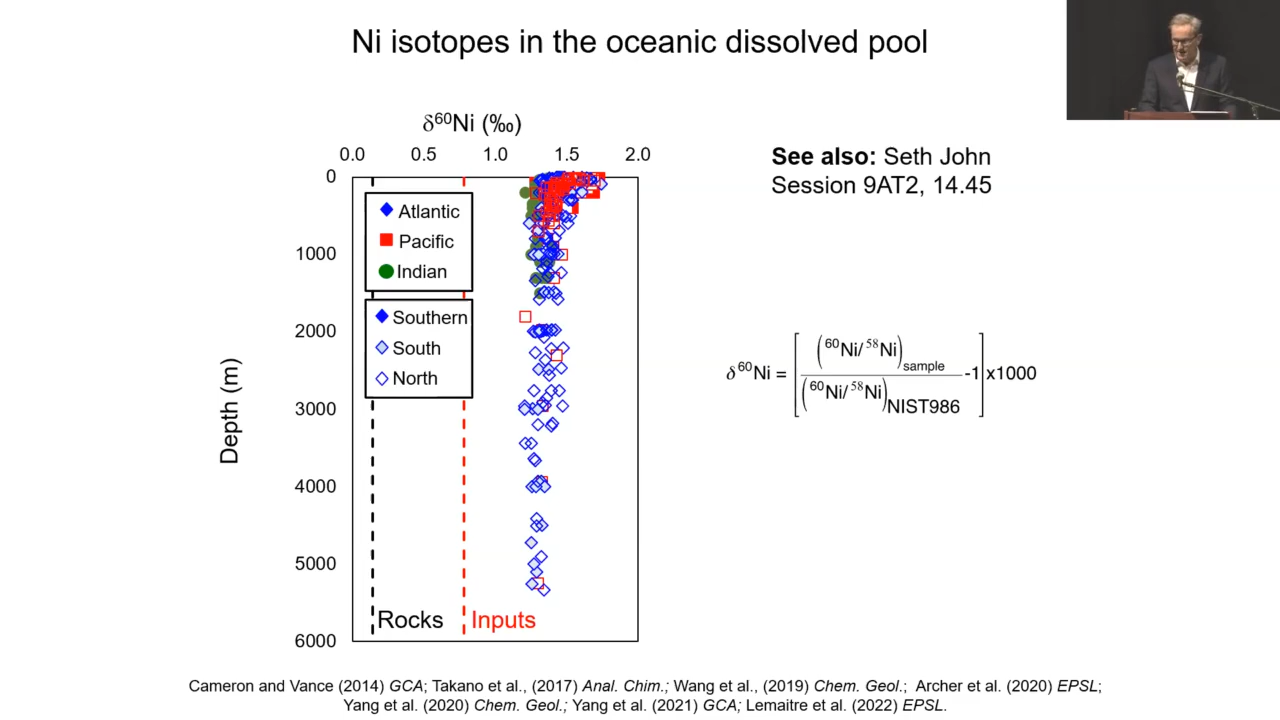 Ni isotopes in the oceanic dissolved pool
δ⁶⁰Ni (‰)
0.0 0.5 1.0 1.5 2.0
See also: Seth John
Session 9AT2, 14.45
0
1000
2000
3000
4000
5000
6000
Depth (m)
Atlantic
Pacific
Indian
Southern
South
North
Rocks
Inputs
δ ⁶⁰Ni = [ (⁶⁰Ni/ ⁵⁸Ni)sample / (⁶⁰Ni/ ⁵⁸Ni)NIST986 -1 ] x1000
Cameron and Vance (2014) GCA; Takano et al., (2017) Anal. Chim.; Wang et al., (2019) Chem. Geol.; Archer et al. (2020) EPSL;
Yang et al. (2020) Chem. Geol.; Yang et al. (2021) GCA; Lemaitre et al. (2022) EPSL.